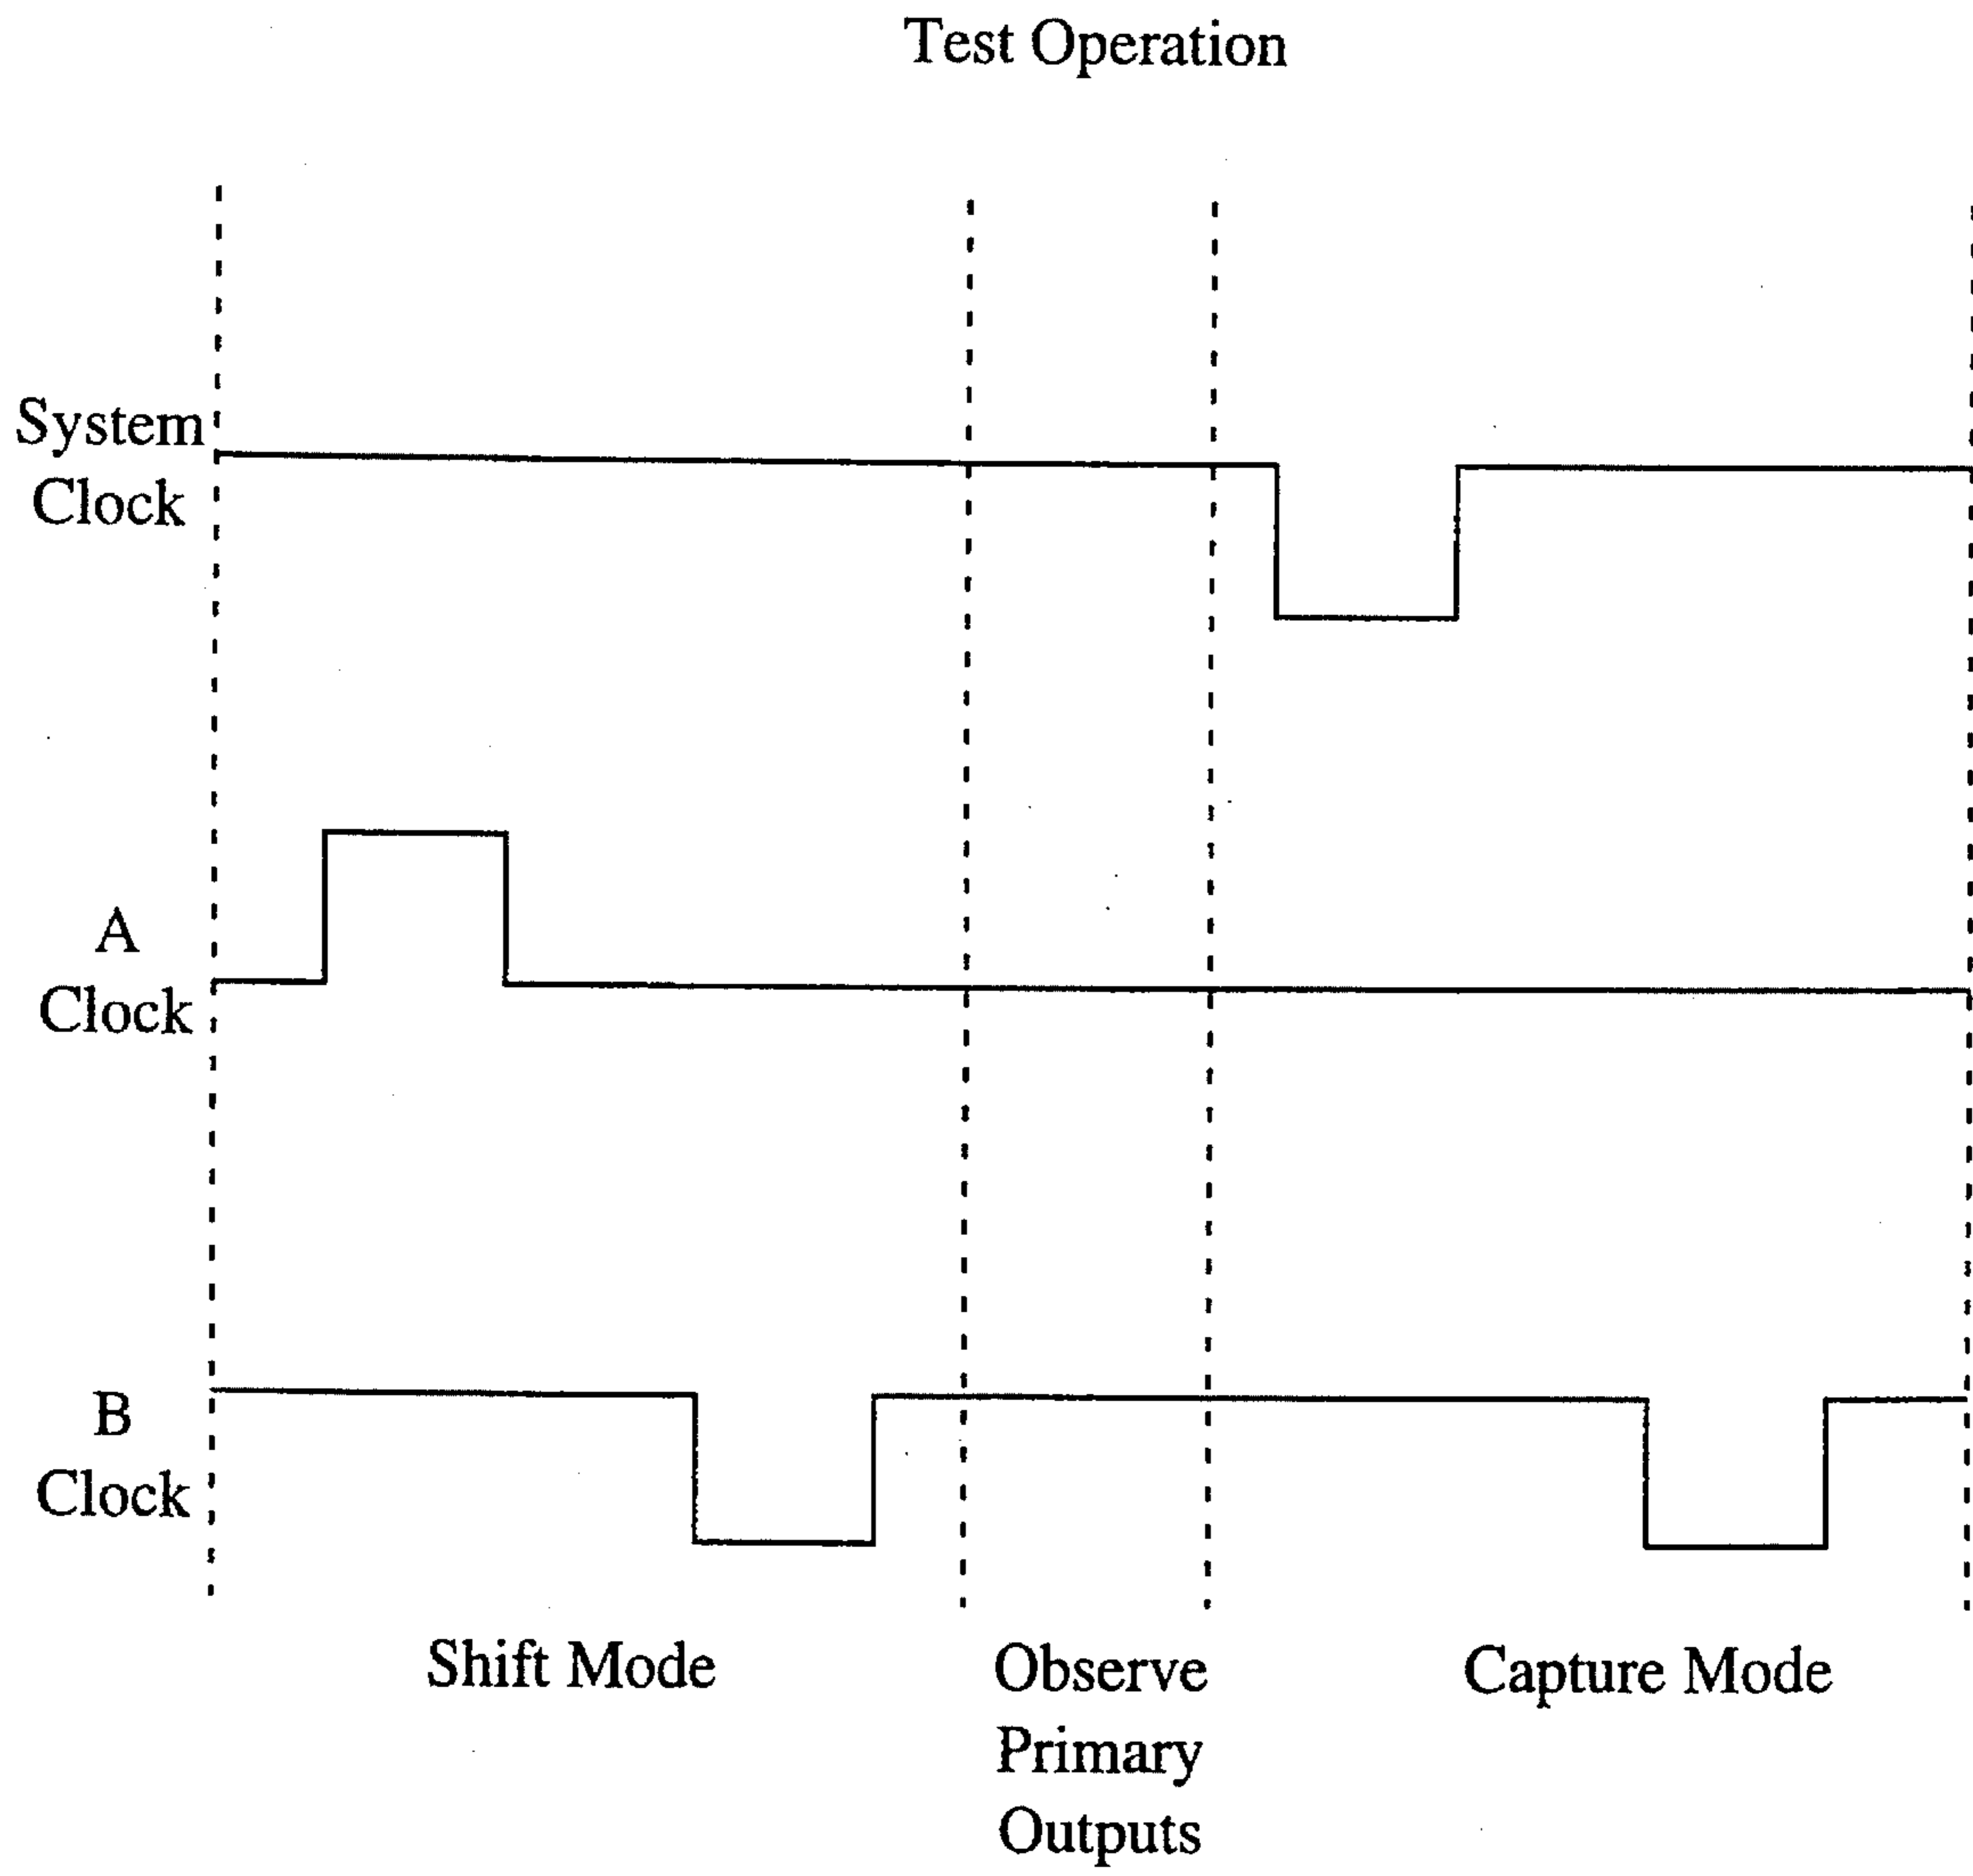 Test Operation
System
Clock
A
Clock
B
Clock
Shift Mode
Observe
Primary
Outputs
Capture Mode